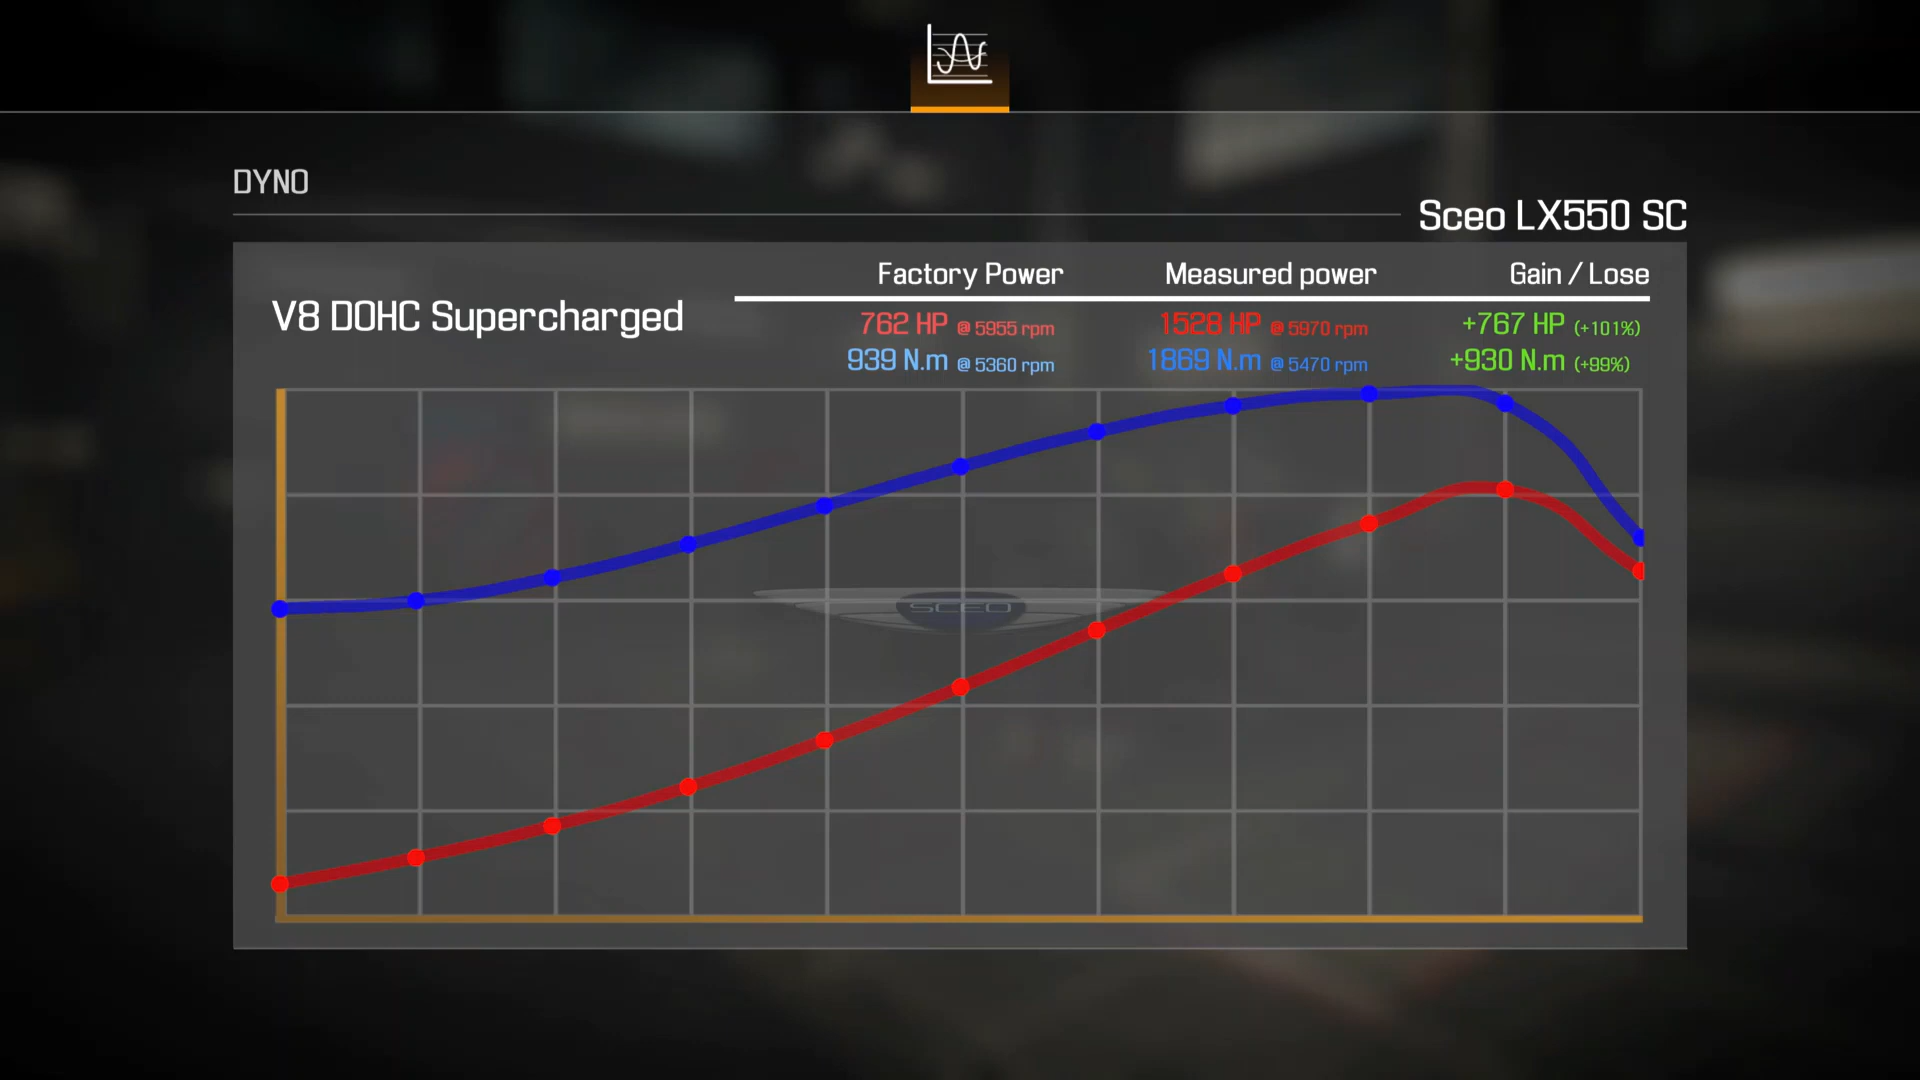 DYNO
Sceo LX550 SC
Factory Power Measured power Gain / Lose
V8 DOHC Supercharged
762 HP @ 5955 rpm 1528 HP @ 5970 rpm +767 HP (+101%)
939 N.m @ 5360 rpm 1869 N.m @ 5470 rpm +930 N.m (+99%)
SCEO